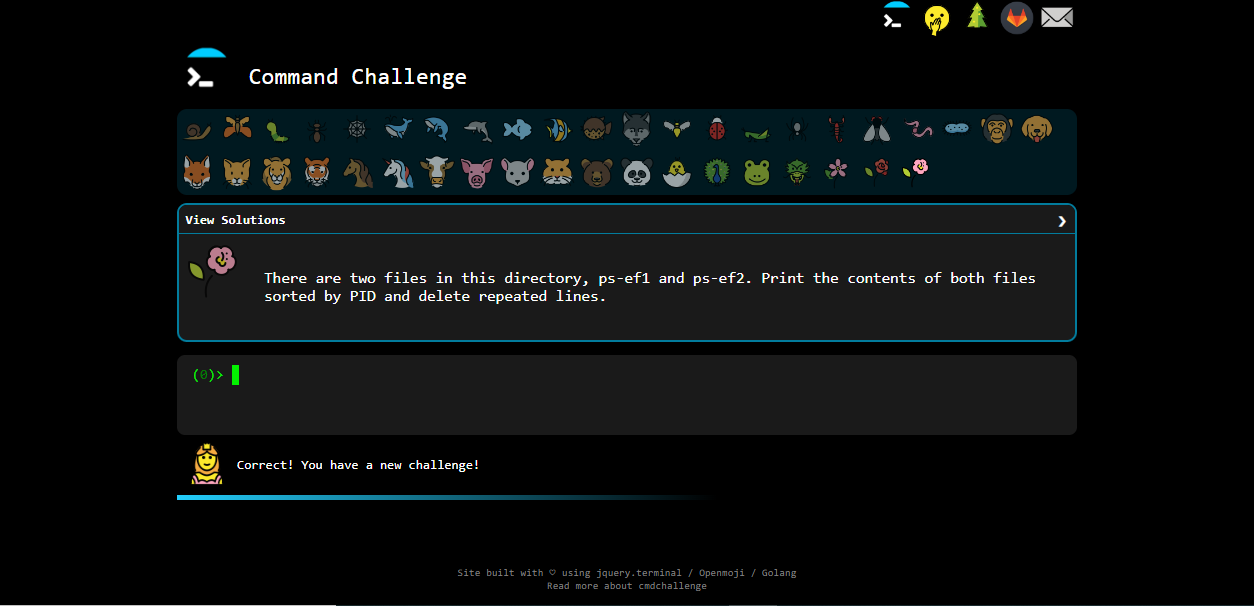 Command Challenge
View Solutions
There are two files in this directory, ps-ef1 and ps-ef2. Print the contents of both files
sorted by PID and delete repeated lines.
(0)>
Correct! You have a new challenge!
Site built with ♡ using jquery.terminal / Openmoji / Golang
Read more about cmdchallenge